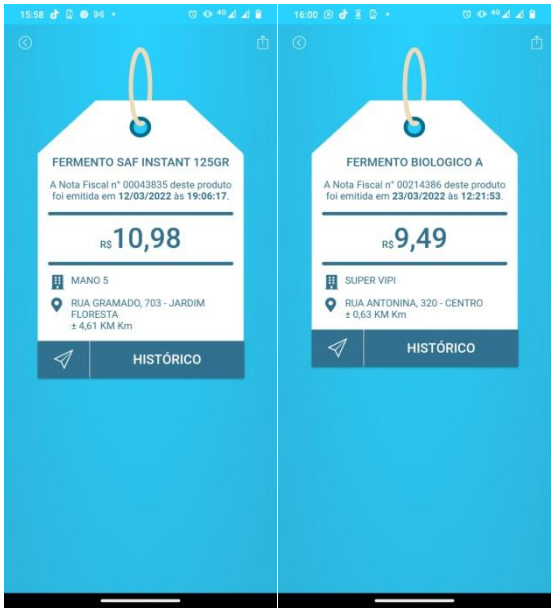 15:58
4G
FERMENTO SAF INSTANT 125GR
A Nota Fiscal n° 00043835 deste produto
foi emitida em 12/03/2022 às 19:06:17.
R$10,98
MANO 5
RUA GRAMADO, 703 - JARDIM
FLORESTA
± 4,61 KM Km
HISTÓRICO
16:00
4G
FERMENTO BIOLOGICO A
A Nota Fiscal n° 00214386 deste produto
foi emitida em 23/03/2022 às 12:21:53.
R$9,49
SUPER VIPI
RUA ANTONINA, 320 - CENTRO
± 0,63 KM Km
HISTÓRICO